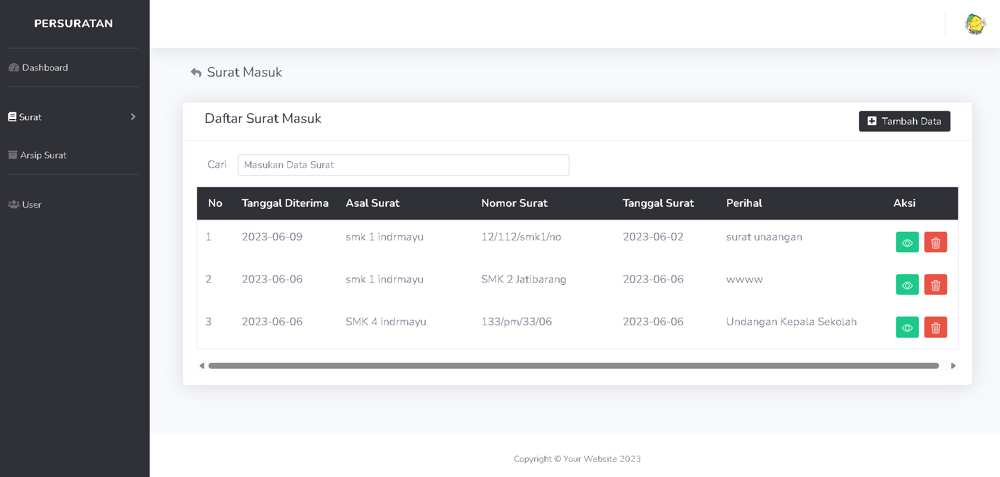 PERSURATAN
Dashboard
Surat
Arsip Surat
User
Surat Masuk
Daftar Surat Masuk
Tambah Data
Cari Masukan Data Surat
No Tanggal Diterima Asal Surat Nomor Surat Tanggal Surat Perihal Aksi
1 2023-06-09 smk 1 indrmayu 12/112/smk1/no 2023-06-02 surat unaangan
2 2023-06-06 smk 1 indrmayu SMK 2 Jatibarang 2023-06-06 wwww
3 2023-06-06 SMK 4 indrmayu 133/pm/33/06 2023-06-06 Undangan Kepala Sekolah
Copyright © Your Website 2023